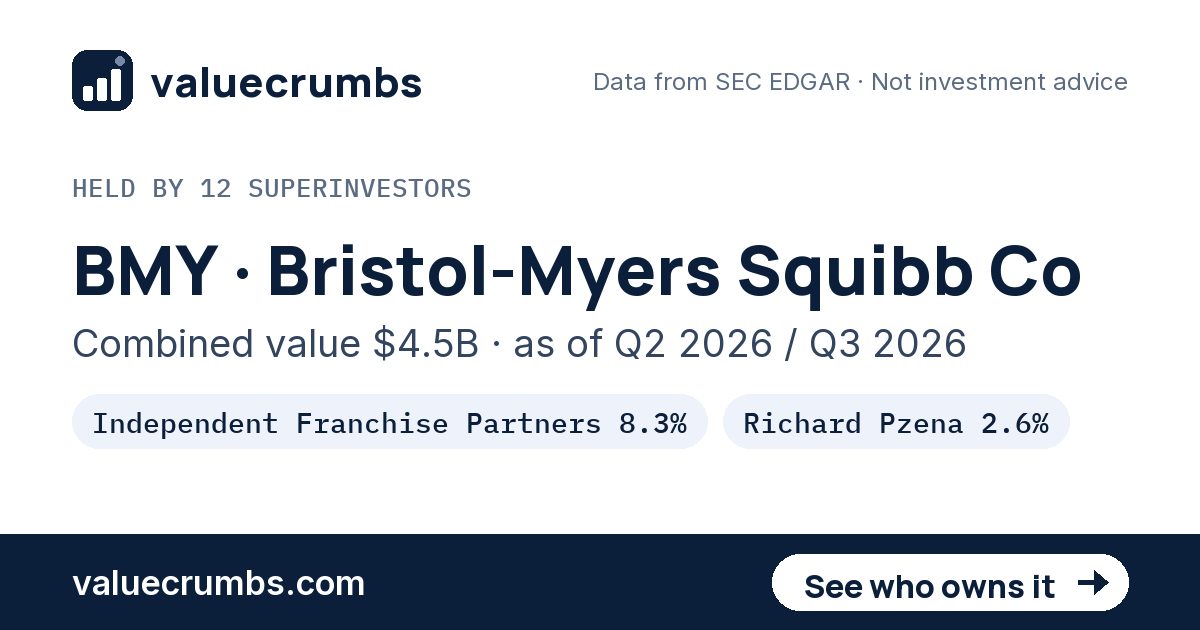 valuecrumbs
Data from SEC EDGAR · Not investment advice
HELD BY 12 SUPERINVESTORS
BMY · Bristol-Myers Squibb Co
Combined value $4.5B · as of Q2 2026 / Q3 2026
Independent Franchise Partners 8.3%
Richard Pzena 2.6%
valuecrumbs.com
See who owns it →